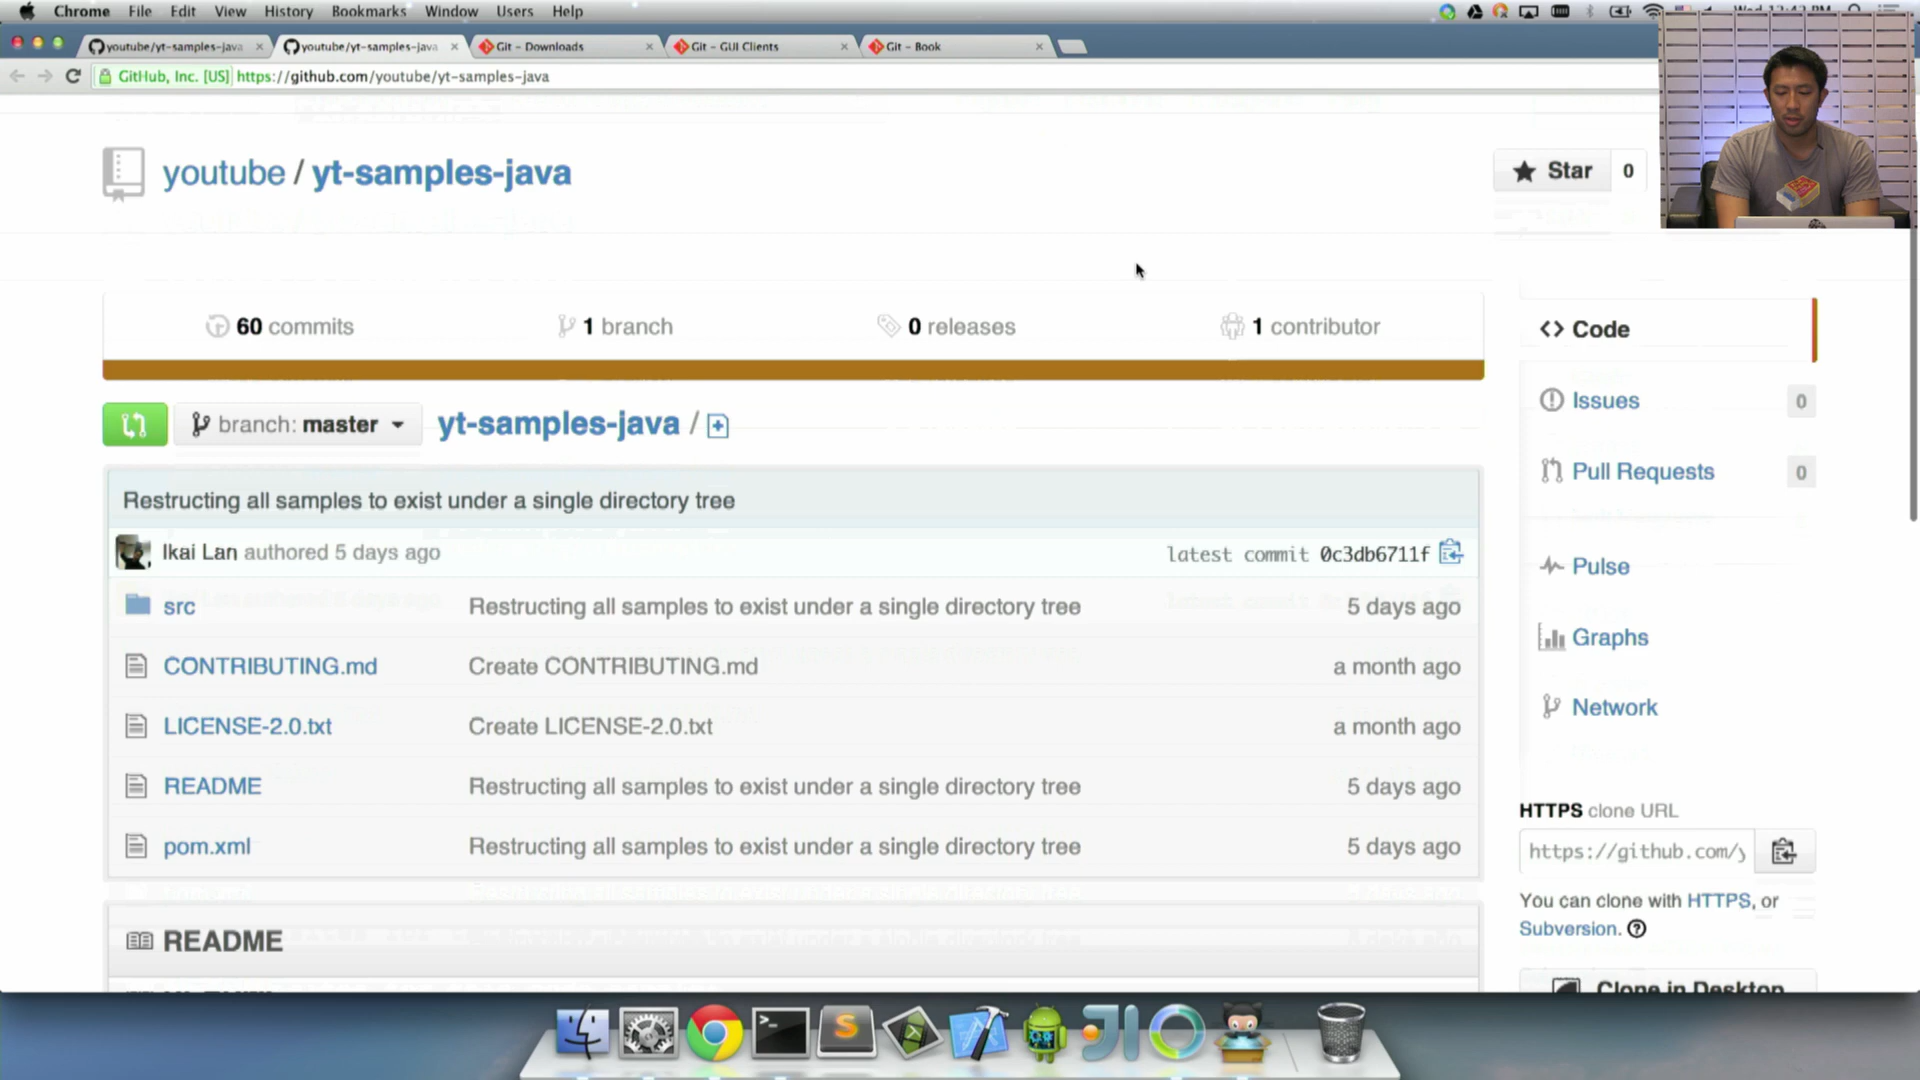 Chrome File Edit View History Bookmarks Window Users Help
youtube/yt-samples-java youtube/yt-samples-java Git - Downloads Git - GUI Clients Git - Book
GitHub, Inc. [US] https://github.com/youtube/yt-samples-java
youtube / yt-samples-java
Star 0
60 commits 1 branch 0 releases 1 contributor
Code
branch: master yt-samples-java /
Issues 0
Pull Requests 0
Restructing all samples to exist under a single directory tree
Ikai Lan authored 5 days ago latest commit 0c3db6711f
Pulse
src Restructing all samples to exist under a single directory tree 5 days ago
Graphs
CONTRIBUTING.md Create CONTRIBUTING.md a month ago
Network
LICENSE-2.0.txt Create LICENSE-2.0.txt a month ago
README Restructing all samples to exist under a single directory tree 5 days ago
HTTPS clone URL
pom.xml Restructing all samples to exist under a single directory tree 5 days ago
https://github.com/y
You can clone with HTTPS, or
Subversion.
README
Clone in Desktop